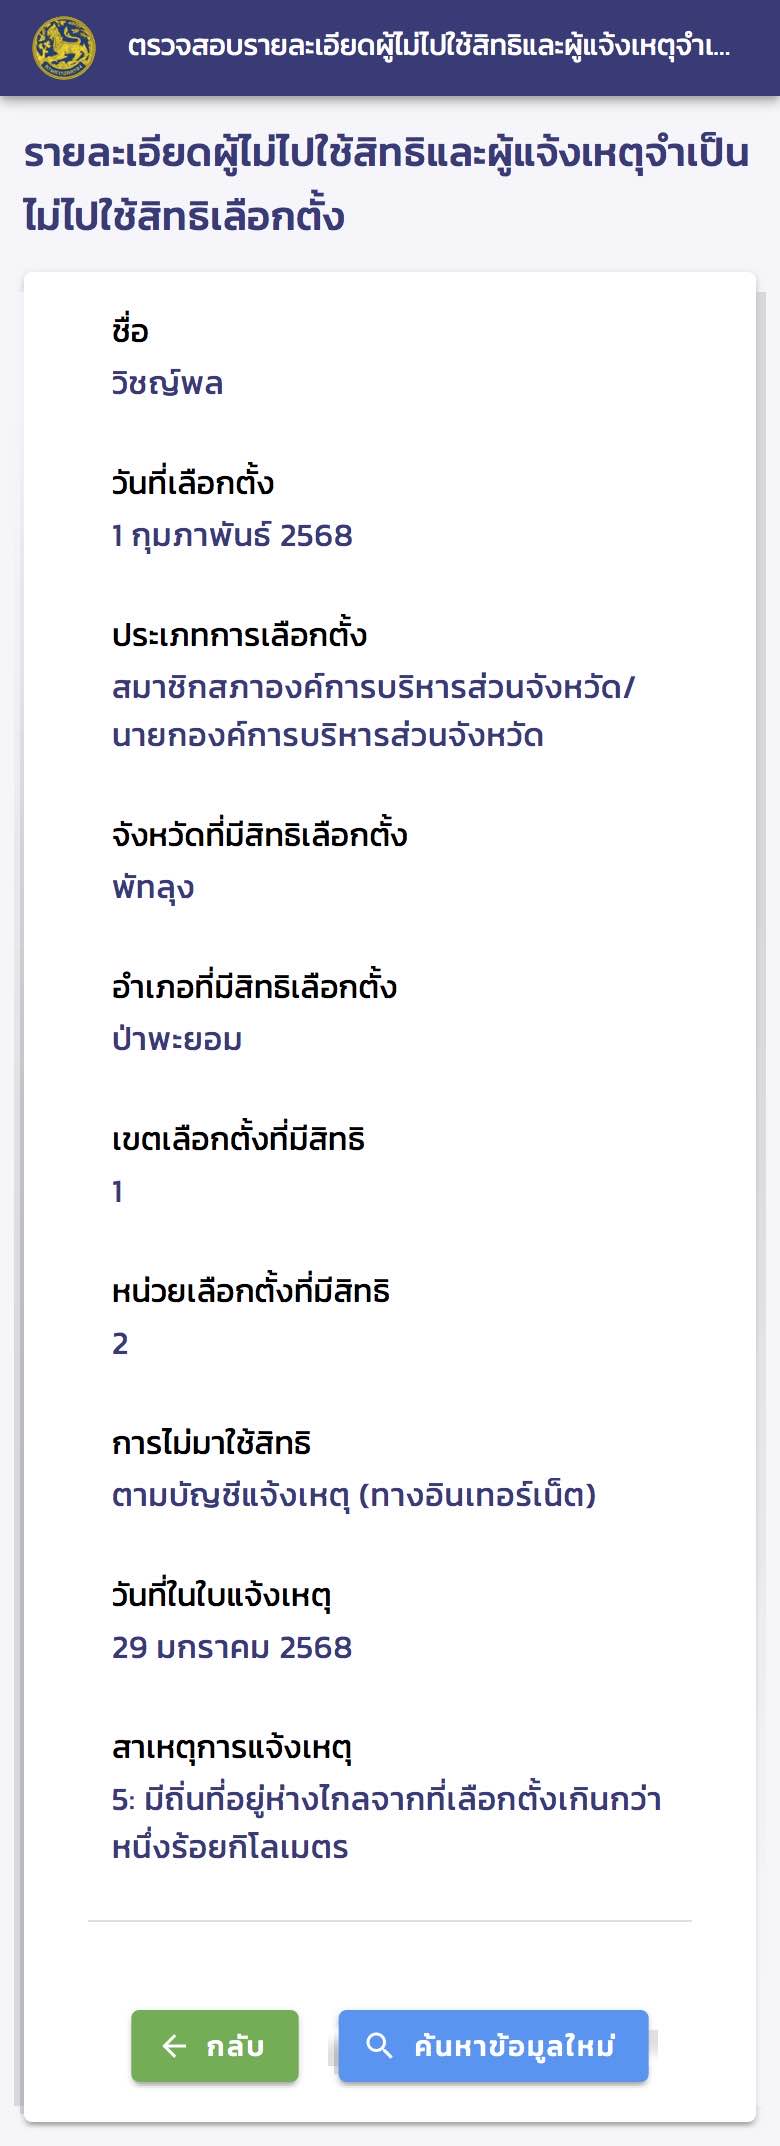 ตรวจสอบรายละเอียดผู้ไม่ไปใช้สิทธิและผู้แจ้งเหตุจำเ...
รายละเอียดผู้ไม่ไปใช้สิทธิและผู้แจ้งเหตุจำเป็น
ไม่ไปใช้สิทธิเลือกตั้ง
ชื่อ
วิชญ์พล
วันที่เลือกตั้ง
1 กุมภาพันธ์ 2568
ประเภทการเลือกตั้ง
สมาชิกสภาองค์การบริหารส่วนจังหวัด/
นายกองค์การบริหารส่วนจังหวัด
จังหวัดที่มีสิทธิเลือกตั้ง
พัทลุง
อำเภอที่มีสิทธิเลือกตั้ง
ป่าพะยอม
เขตเลือกตั้งที่มีสิทธิ
1
หน่วยเลือกตั้งที่มีสิทธิ
2
การไม่มาใช้สิทธิ
ตามบัญชีแจ้งเหตุ (ทางอินเทอร์เน็ต)
วันที่ในใบแจ้งเหตุ
29 มกราคม 2568
สาเหตุการแจ้งเหตุ
5: มีถิ่นที่อยู่ห่างไกลจากที่เลือกตั้งเกินกว่า
หนึ่งร้อยกิโลเมตร
กลับ
ค้นหาข้อมูลใหม่